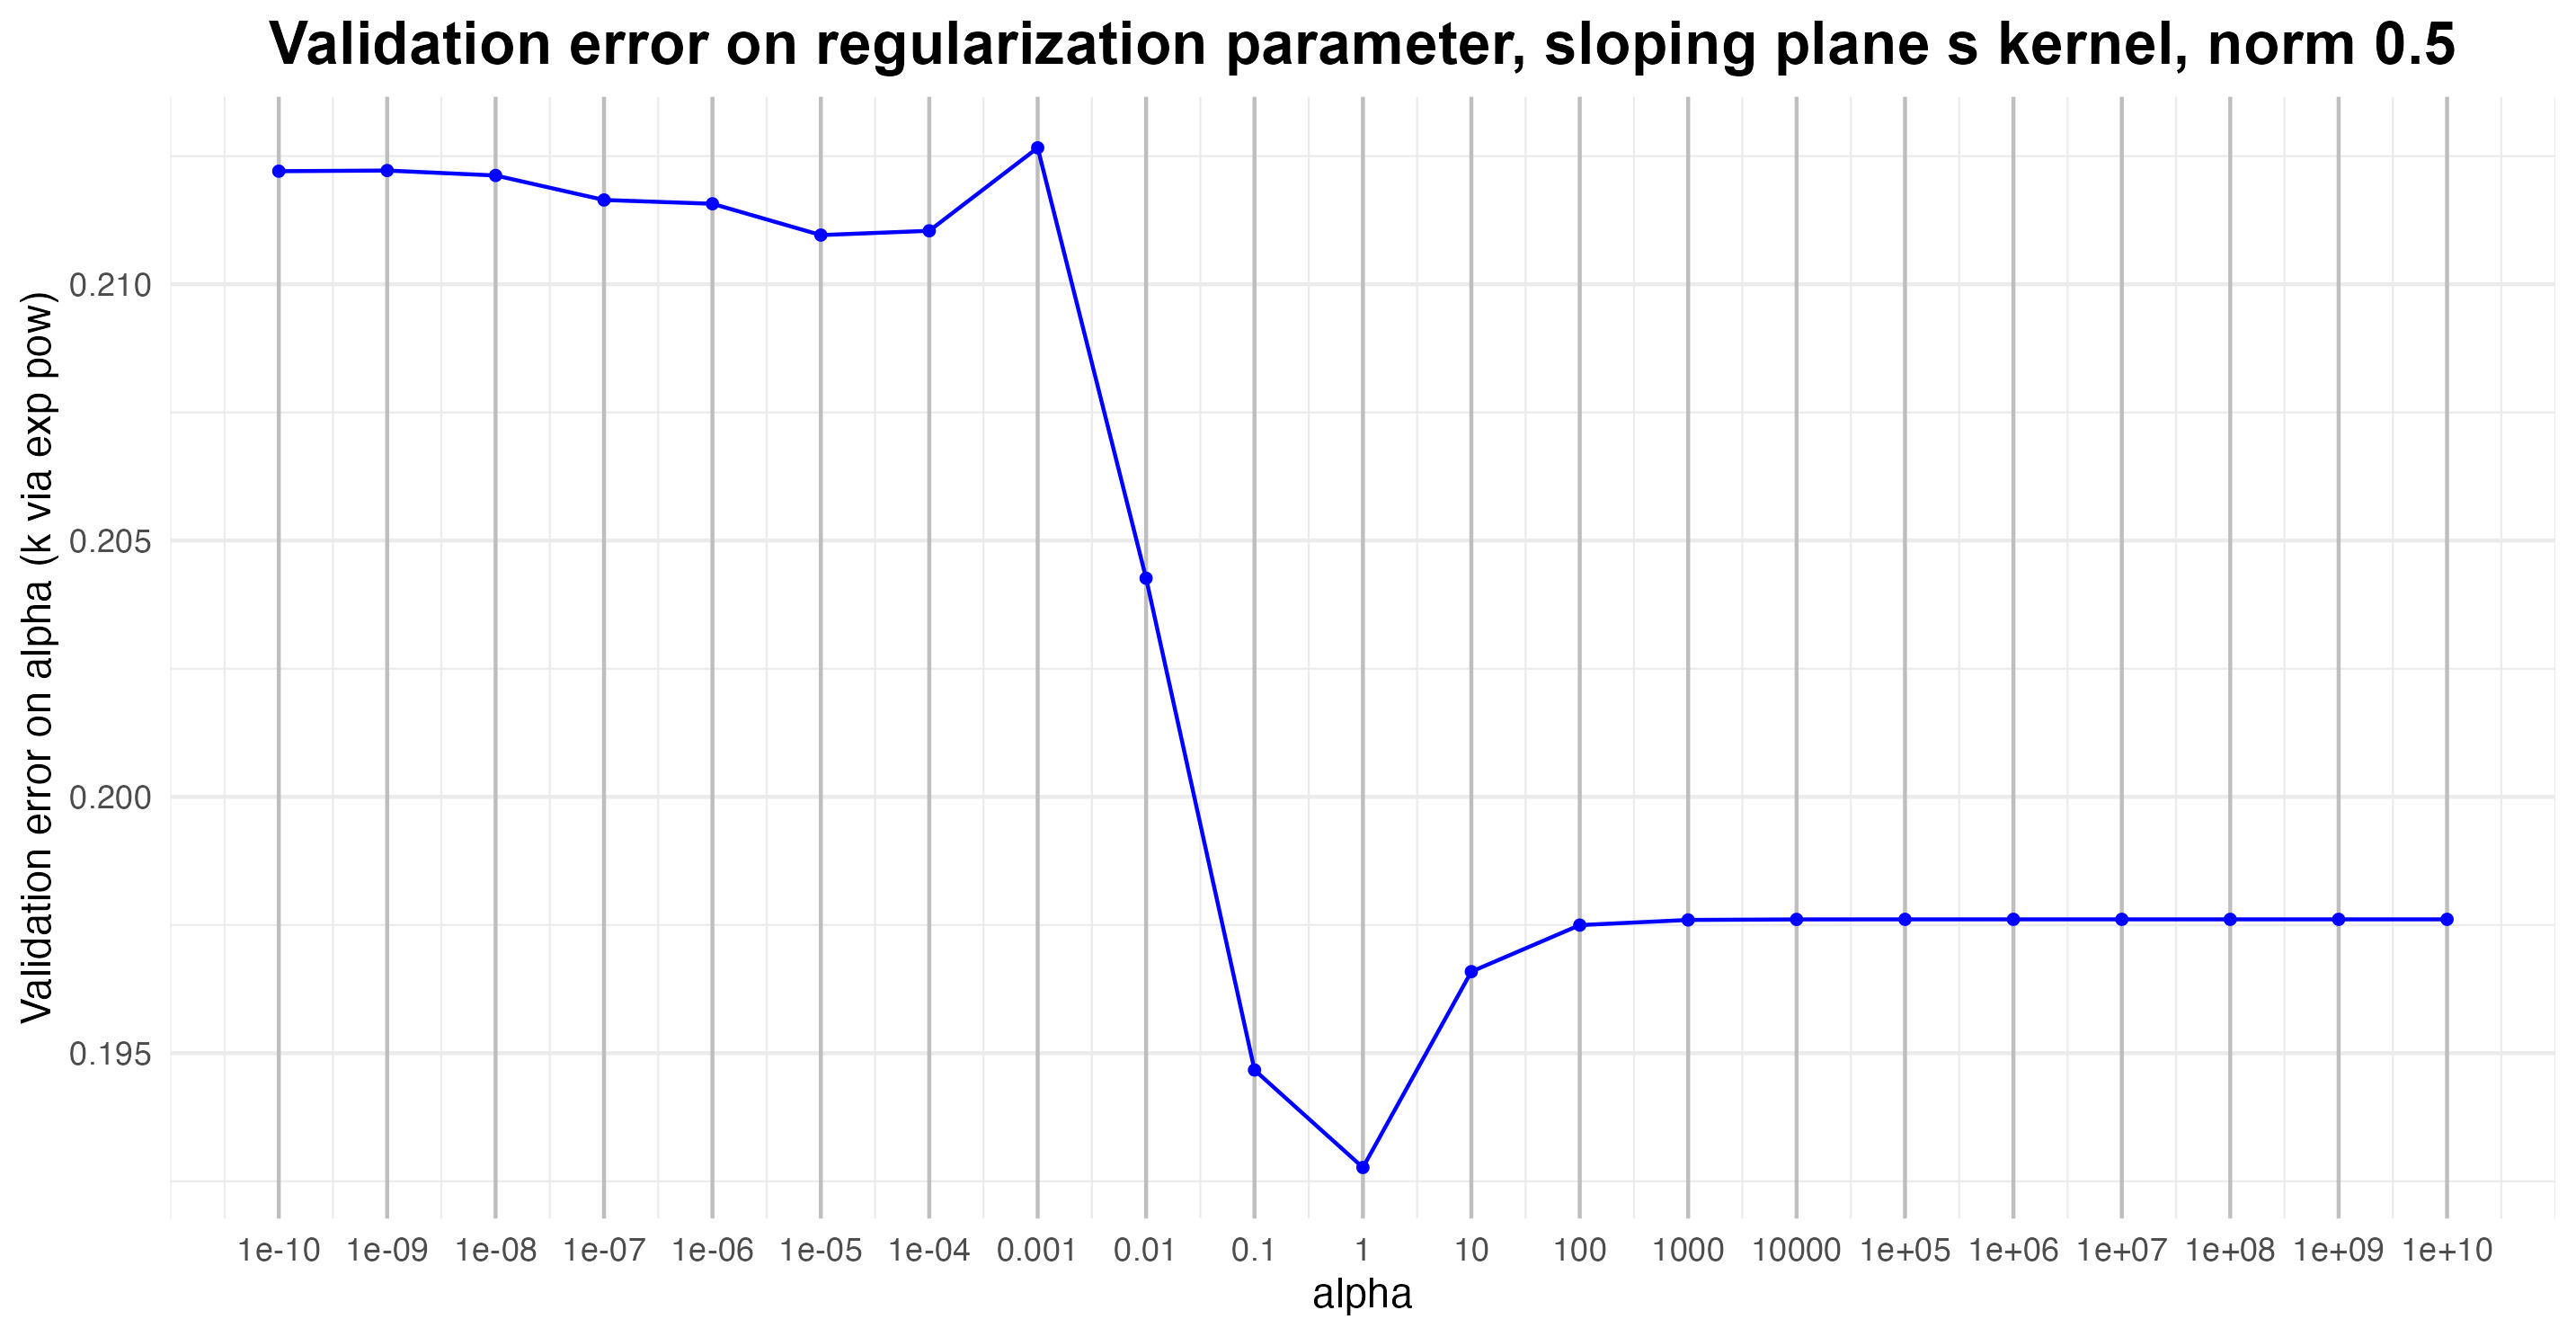 Validation error on regularization parameter, sloping plane s kernel, norm 0.5
Validation error on alpha (k via exp pow)
0.210
0.205
0.200
0.195
1e-10 1e-09 1e-08 1e-07 1e-06 1e-05 1e-04 0.001 0.01 0.1 1 10 100 1000 10000 1e+05 1e+06 1e+07 1e+08 1e+09 1e+10
alpha